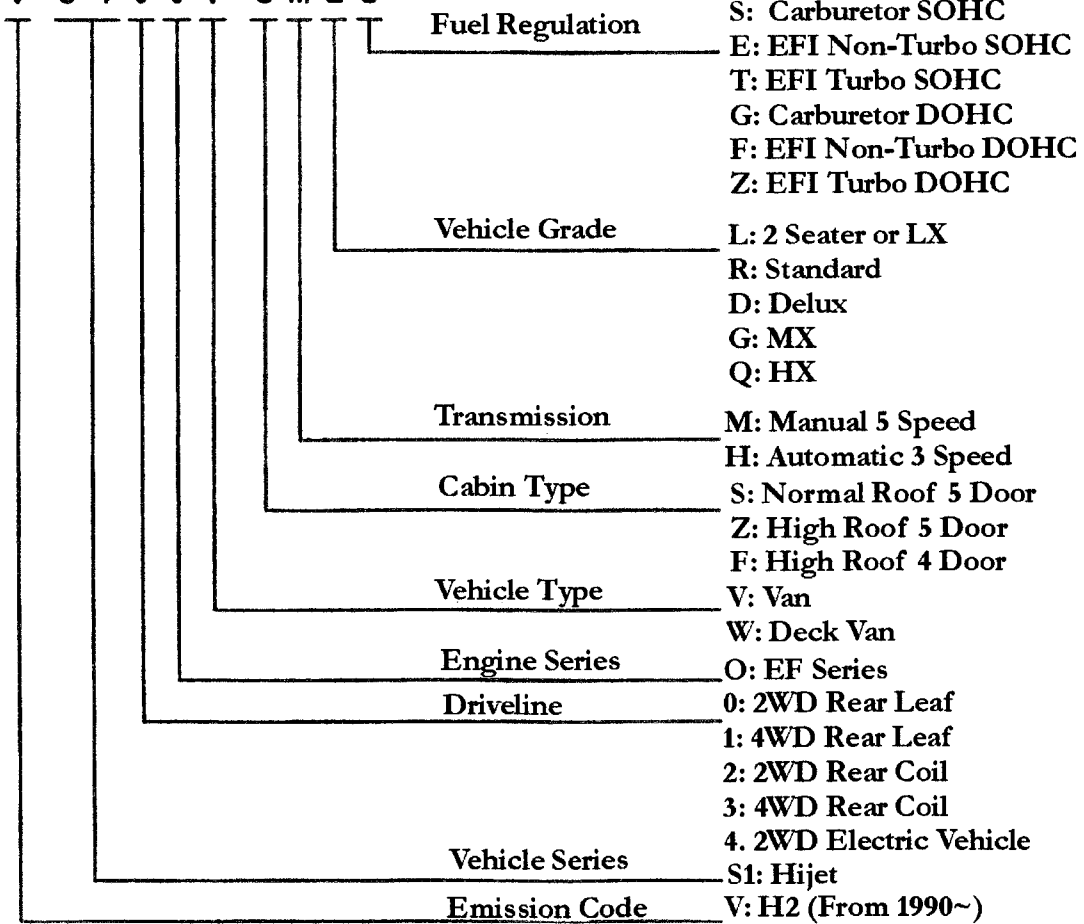 Fuel Regulation
S: Carburetor SOHC
E: EFI Non-Turbo SOHC
T: EFI Turbo SOHC
G: Carburetor DOHC
F: EFI Non-Turbo DOHC
Z: EFI Turbo DOHC
Vehicle Grade
L: 2 Seater or LX
R: Standard
D: Delux
G: MX
Q: HX
Transmission
M: Manual 5 Speed
H: Automatic 3 Speed
Cabin Type
S: Normal Roof 5 Door
Z: High Roof 5 Door
F: High Roof 4 Door
Vehicle Type
V: Van
W: Deck Van
Engine Series
O: EF Series
Driveline
0: 2WD Rear Leaf
1: 4WD Rear Leaf
2: 2WD Rear Coil
3: 4WD Rear Coil
4. 2WD Electric Vehicle
Vehicle Series
S1: Hijet
Emission Code
V: H2 (From 1990~)